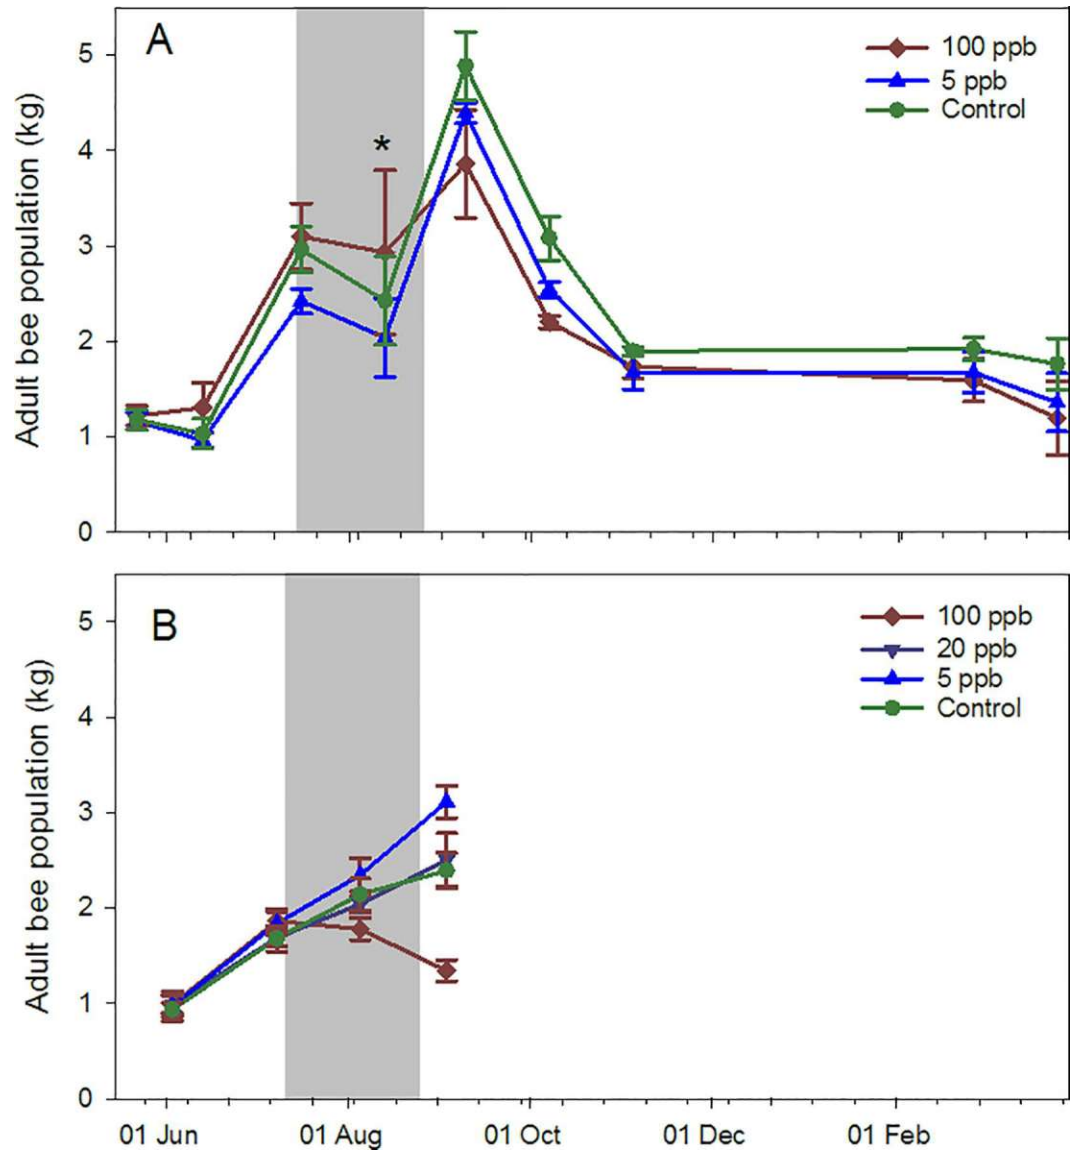 A
100 ppb
5 ppb
Control
*
Adult bee population (kg)
5
4
3
2
1
0
B
100 ppb
20 ppb
5 ppb
Control
Adult bee population (kg)
5
4
3
2
1
0
01 Jun 01 Aug 01 Oct 01 Dec 01 Feb